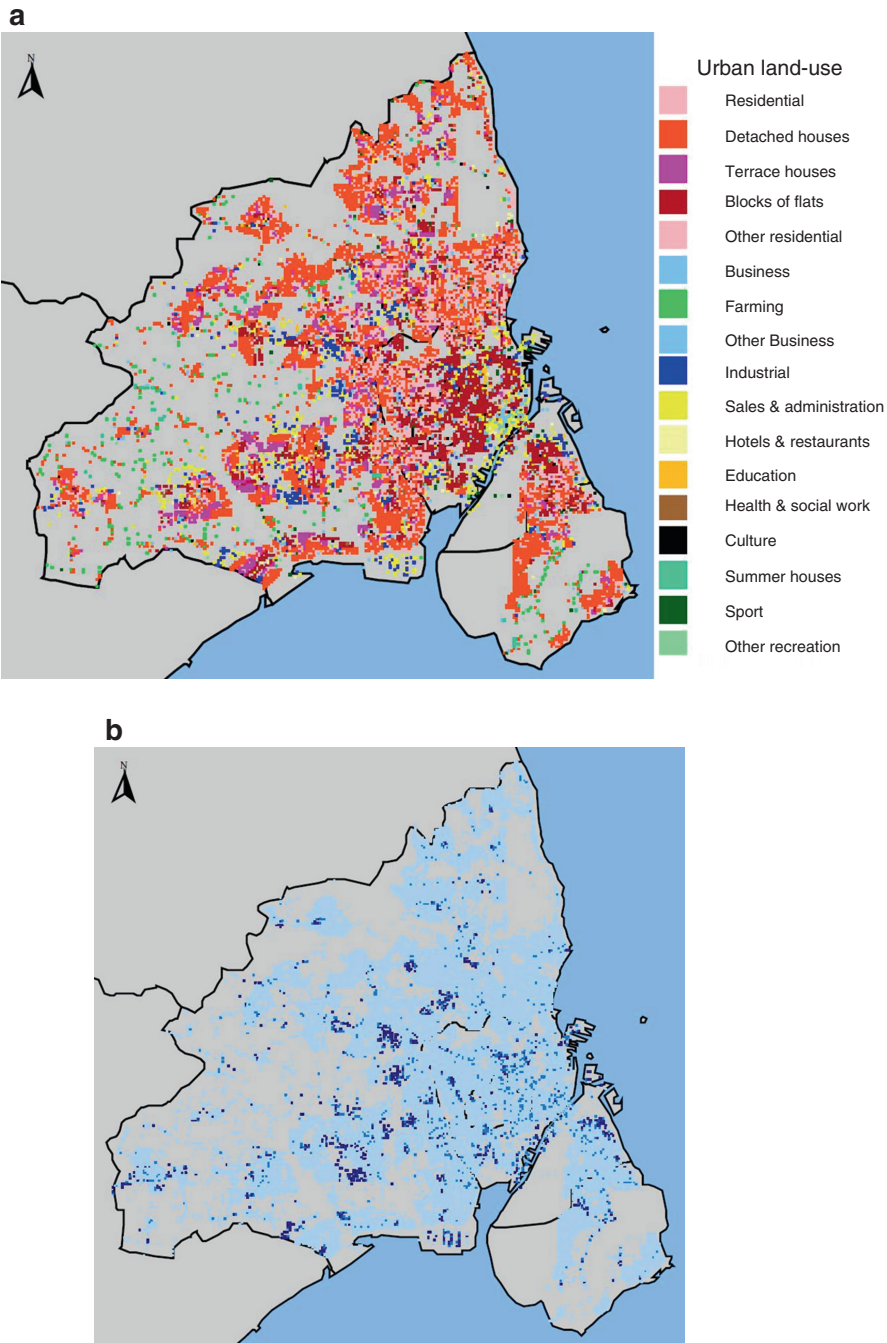 a
N
Urban land-use
Residential
Detached houses
Terrace houses
Blocks of flats
Other residential
Business
Farming
Other Business
Industrial
Sales & administration
Hotels & restaurants
Education
Health & social work
Culture
Summer houses
Sport
Other recreation
b
N